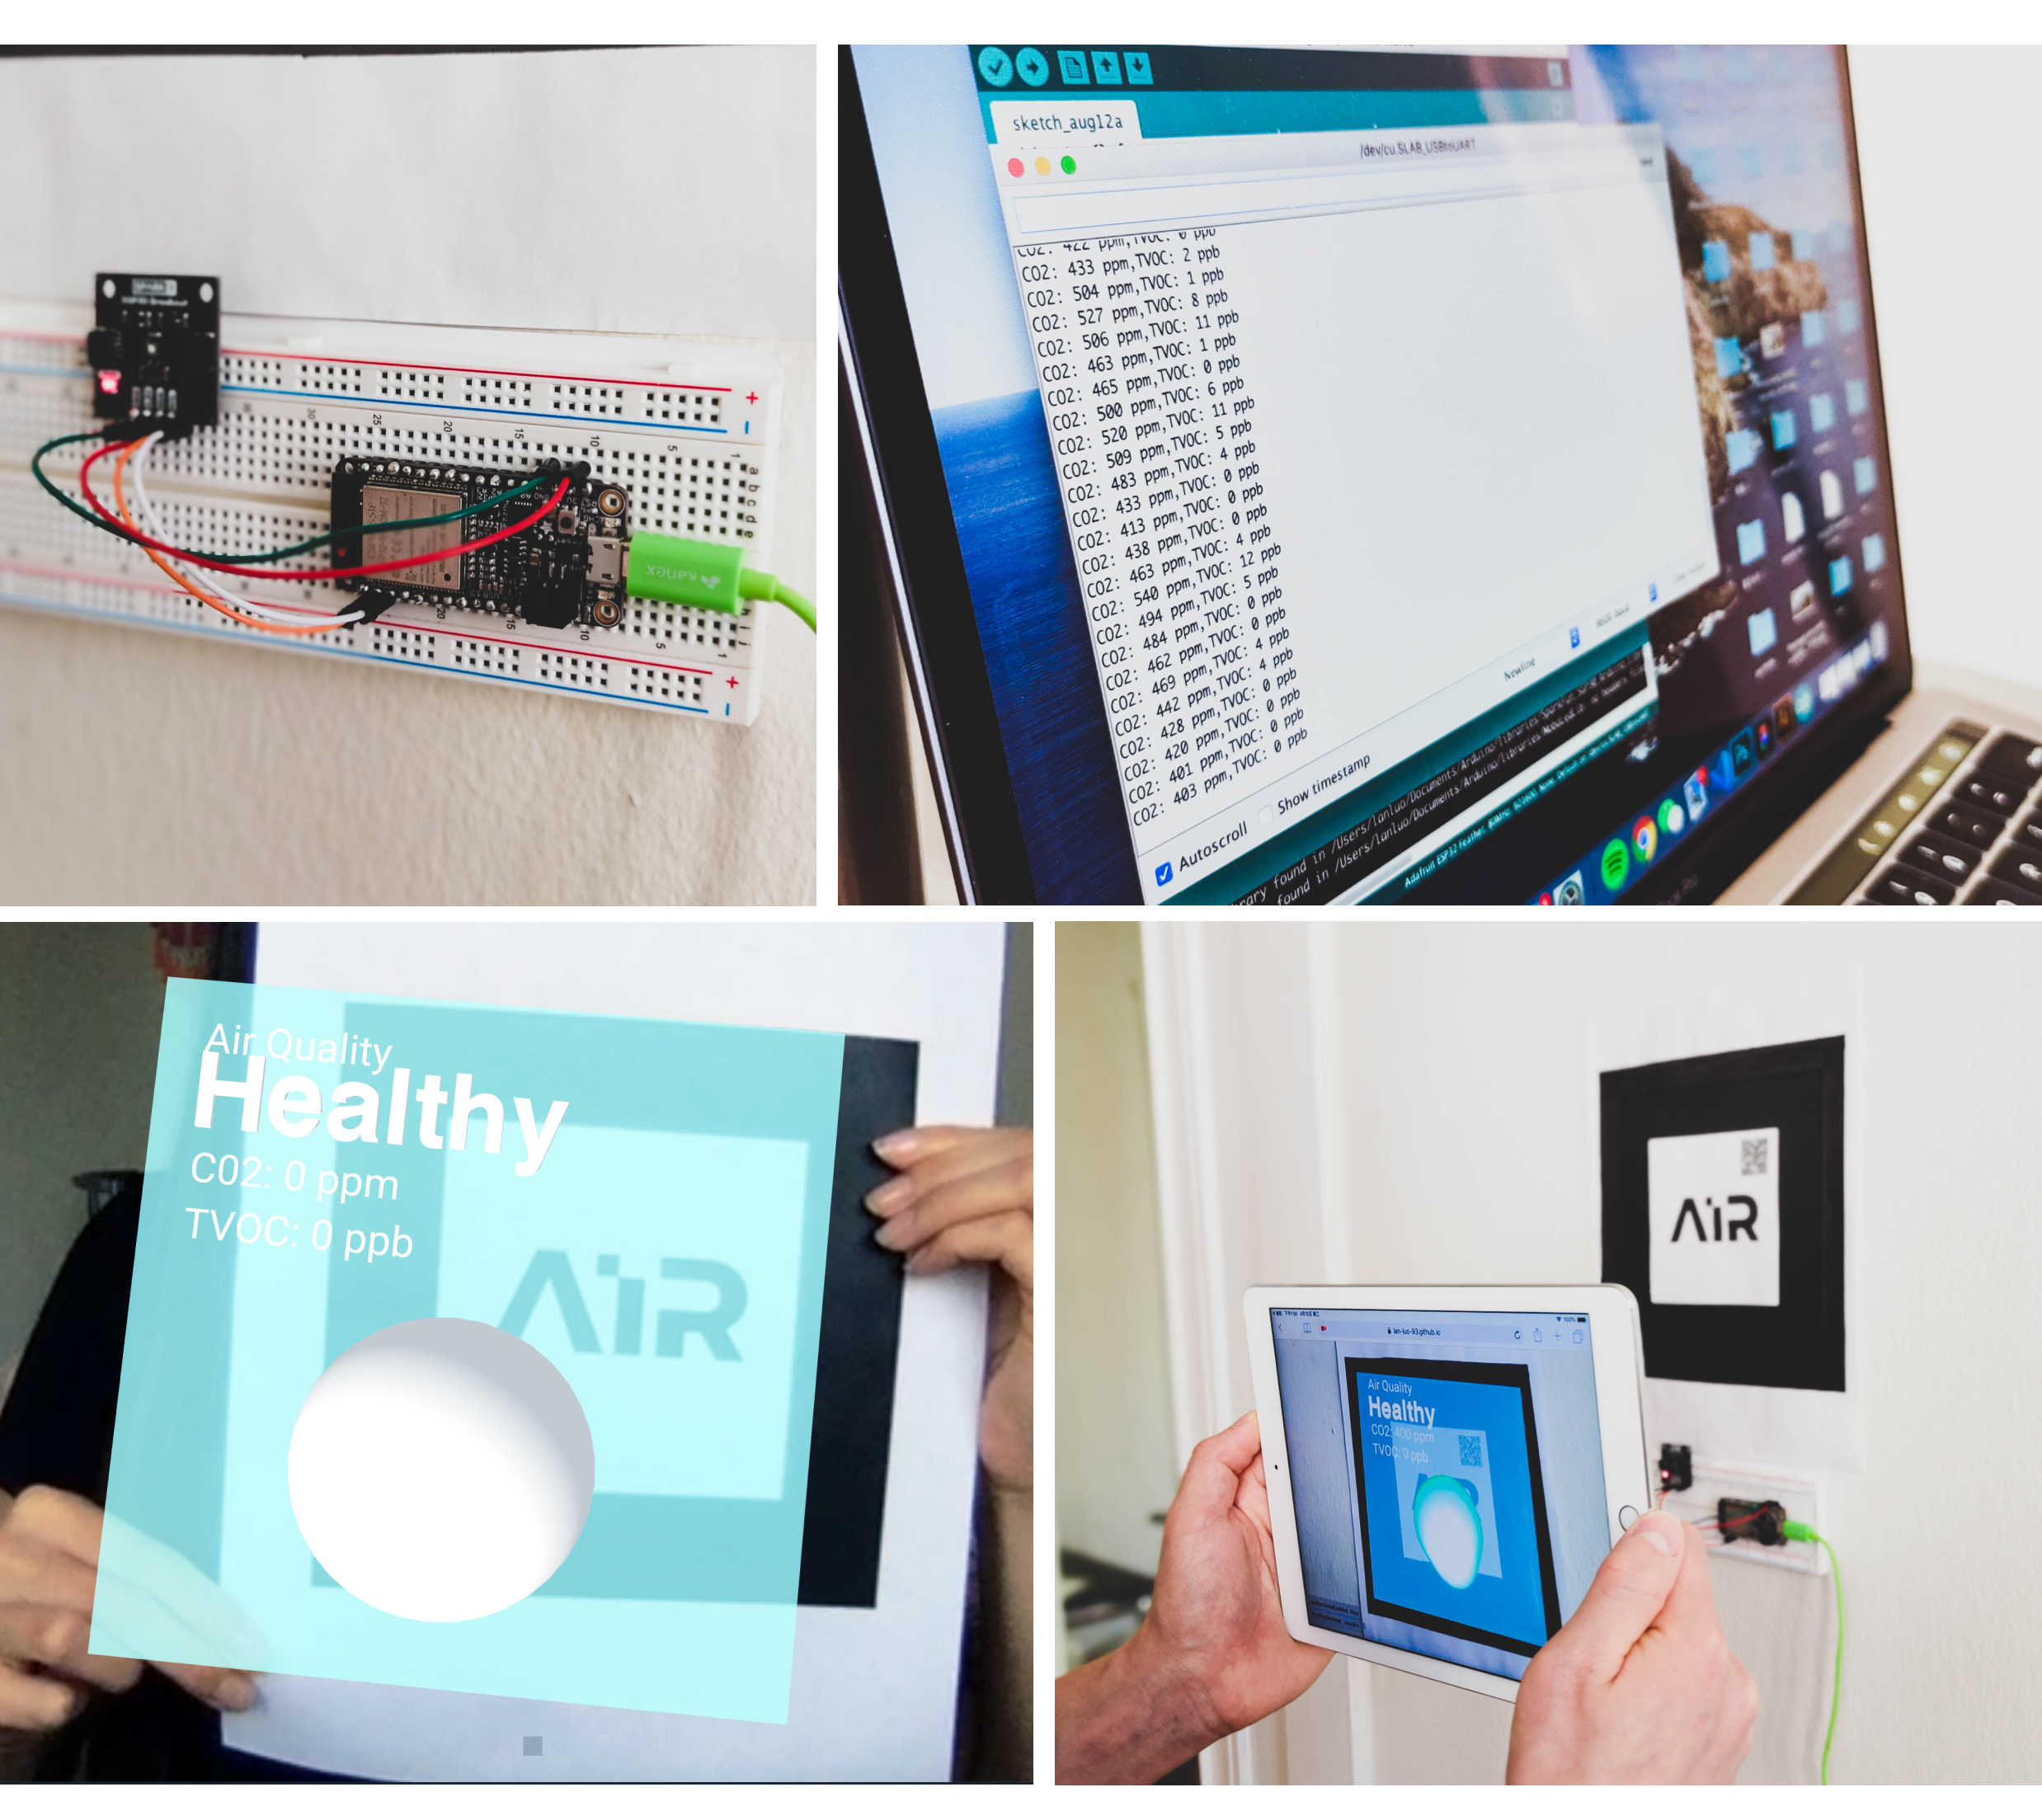 +
-
30
25
20
15
10
5
1
a
b
c
d
e
Kanex
20
15
10
5
1
+
-
sketch_aug12a
/dev/cu.SLAB_USBtoUART
CO2: 422 ppm,TVOC: 0 ppb
CO2: 433 ppm,TVOC: 2 ppb
CO2: 504 ppm,TVOC: 1 ppb
CO2: 527 ppm,TVOC: 8 ppb
CO2: 506 ppm,TVOC: 11 ppb
CO2: 463 ppm,TVOC: 1 ppb
CO2: 465 ppm,TVOC: 0 ppb
CO2: 500 ppm,TVOC: 6 ppb
CO2: 520 ppm,TVOC: 11 ppb
CO2: 509 ppm,TVOC: 5 ppb
CO2: 483 ppm,TVOC: 4 ppb
CO2: 433 ppm,TVOC: 0 ppb
CO2: 413 ppm,TVOC: 0 ppb
CO2: 438 ppm,TVOC: 0 ppb
CO2: 463 ppm,TVOC: 4 ppb
CO2: 540 ppm,TVOC: 12 ppb
CO2: 494 ppm,TVOC: 5 ppb
CO2: 484 ppm,TVOC: 0 ppb
CO2: 462 ppm,TVOC: 0 ppb
CO2: 469 ppm,TVOC: 4 ppb
CO2: 442 ppm,TVOC: 4 ppb
CO2: 428 ppm,TVOC: 0 ppb
CO2: 420 ppm,TVOC: 0 ppb
CO2: 401 ppm,TVOC: 0 ppb
CO2: 403 ppm,TVOC: 0 ppb
Autoscroll
Show timestamp
Newline
found in /Users/lanluo/Documents/Arduino/libraries
found in /Users/lanluo/Documents/Arduino/libraries
Adafruit ESP32 Feather
Air Quality
Healthy
C02: 0 ppm
TVOC: 0 ppb
AiR
AiR
lan-luo-93.github.io
Air Quality
Healthy
CO2: 400 ppm
TVOC: 0 ppb